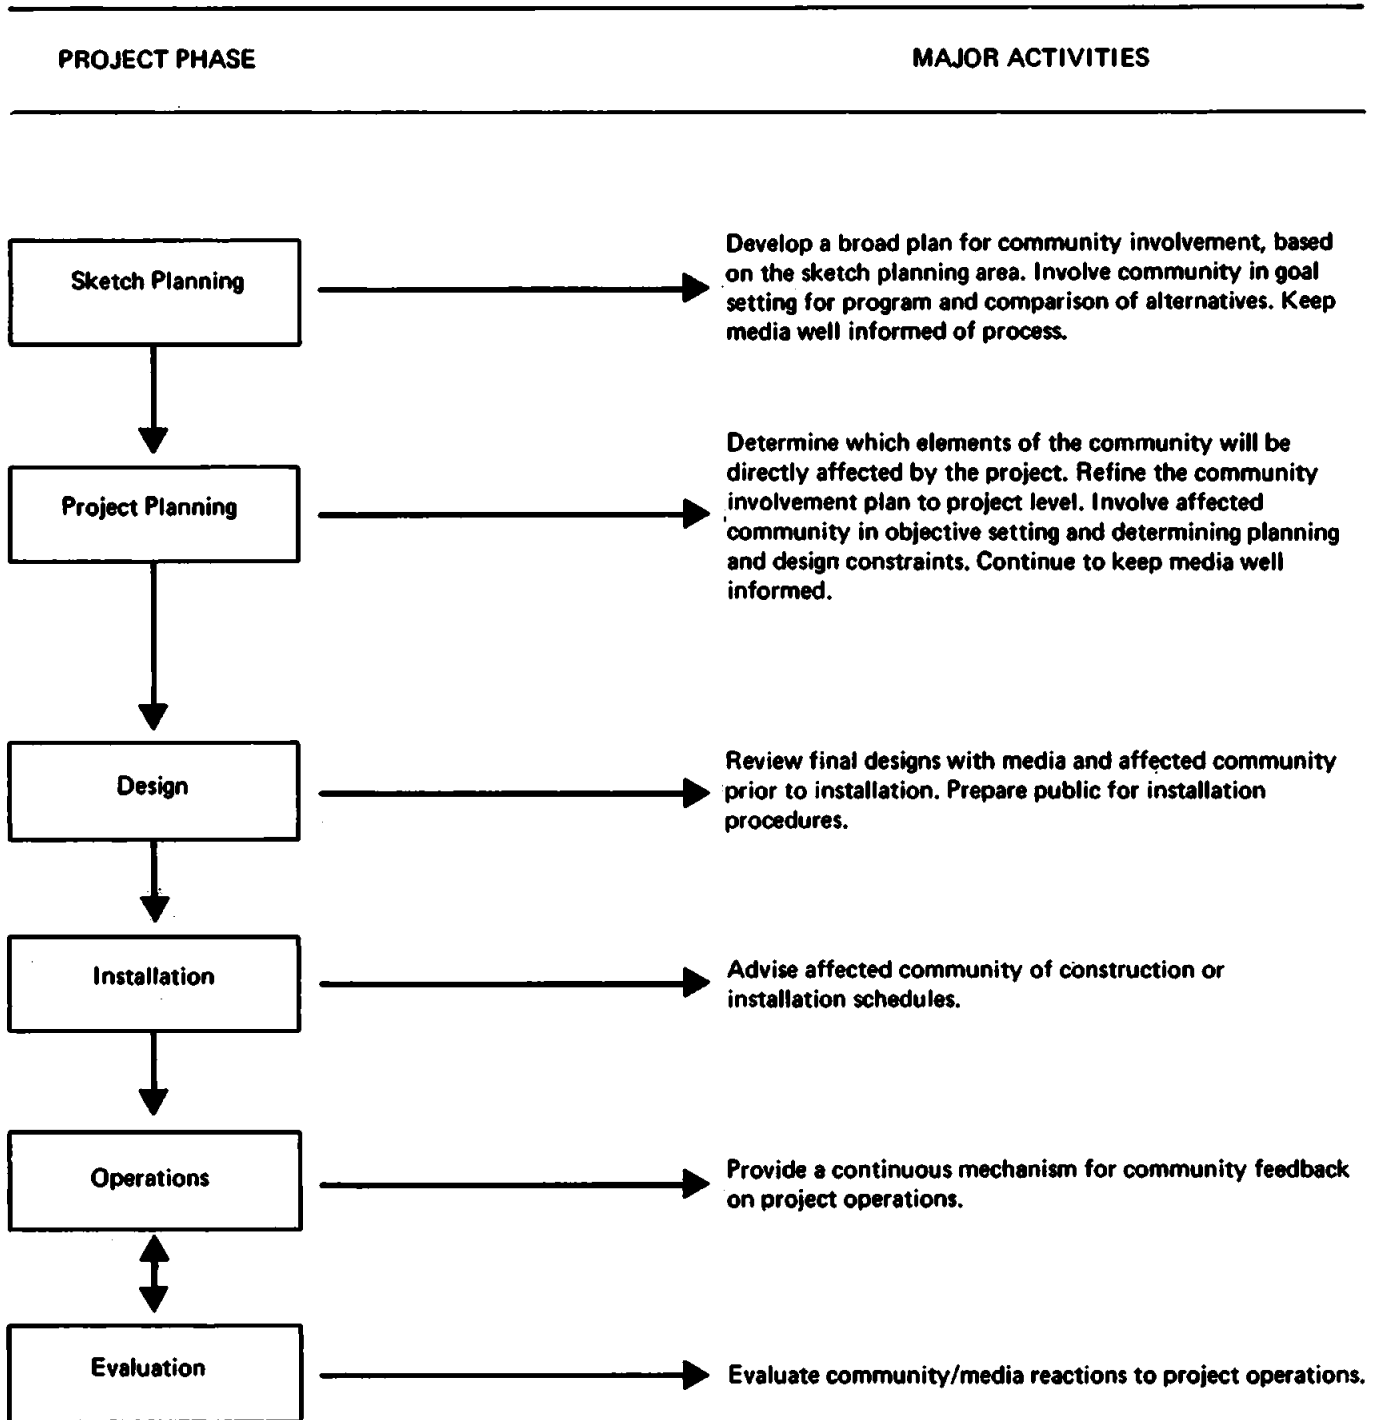 PROJECT PHASE
MAJOR ACTIVITIES
Sketch Planning
Develop a broad plan for community involvement, based
on the sketch planning area. Involve community in goal
setting for program and comparison of alternatives. Keep
media well informed of process.
Project Planning
Determine which elements of the community will be
directly affected by the project. Refine the community
involvement plan to project level. Involve affected
community in objective setting and determining planning
and design constraints. Continue to keep media well
informed.
Design
Review final designs with media and affected community
prior to installation. Prepare public for installation
procedures.
Installation
Advise affected community of construction or
installation schedules.
Operations
Provide a continuous mechanism for community feedback
on project operations.
Evaluation
Evaluate community/media reactions to project operations.